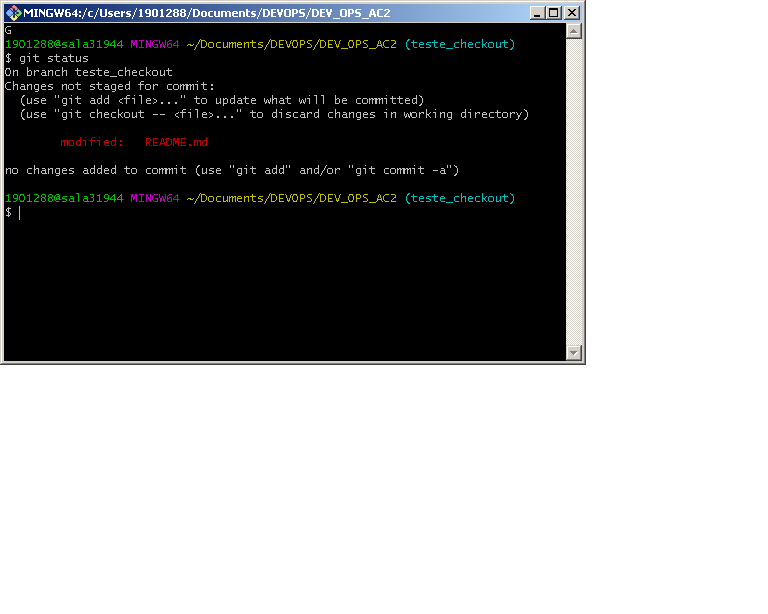 MINGW64:/c/Users/1901288/Documents/DEVOPS/DEV_OPS_AC2
G
1901288@sala31944 MINGW64 ~/Documents/DEVOPS/DEV_OPS_AC2 (teste_checkout)
$ git status
On branch teste_checkout
Changes not staged for commit:
  (use "git add <file>..." to update what will be committed)
  (use "git checkout -- <file>..." to discard changes in working directory)
        modified:   README.md
no changes added to commit (use "git add" and/or "git commit -a")
1901288@sala31944 MINGW64 ~/Documents/DEVOPS/DEV_OPS_AC2 (teste_checkout)
$